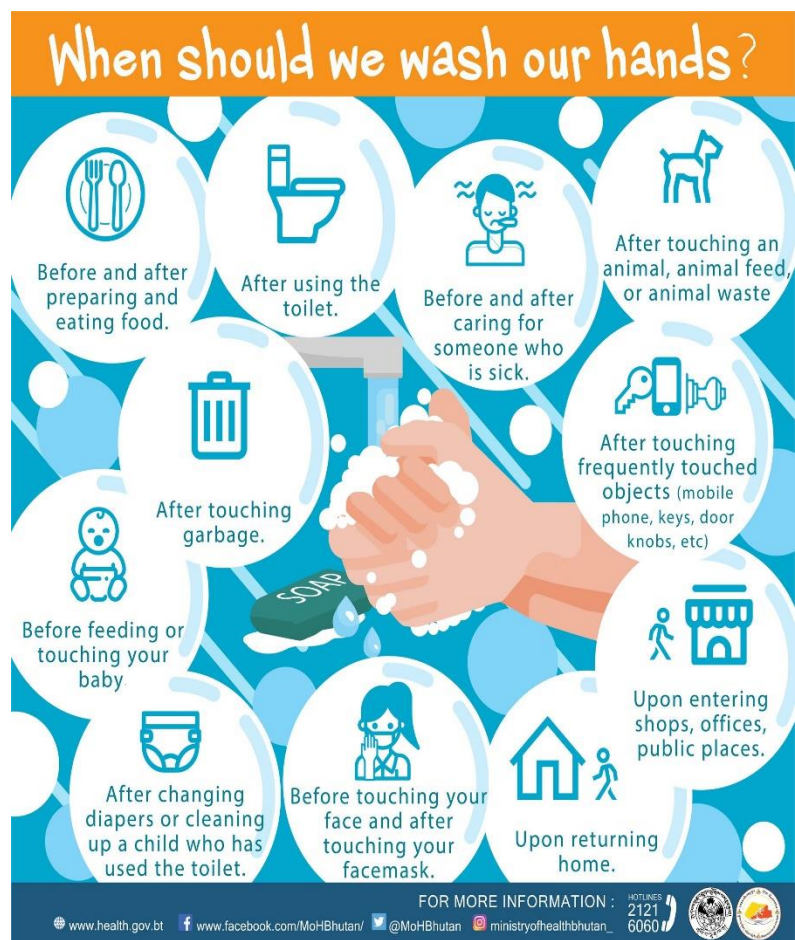 When should we wash our hands?
Before and after
preparing and
eating food.
After using the
toilet.
Before and after
caring for
someone who
is sick.
After touching an
animal, animal feed,
or animal waste
After touching
garbage.
After touching
frequently touched
objects (mobile
phone, keys, door
knobs, etc)
SOAP
Before feeding or
touching your
baby
Upon entering
shops, offices,
public places.
After changing
diapers or cleaning
up a child who has
used the toilet.
Before touching your
face and after
touching your
facemask.
Upon returning
home.
FOR MORE INFORMATION :
HOTLINES
2121
6060
www.health.gov.bt
www.facebook.com/MoHBhutan/
@MoHBhutan
ministryofhealthbhutan_